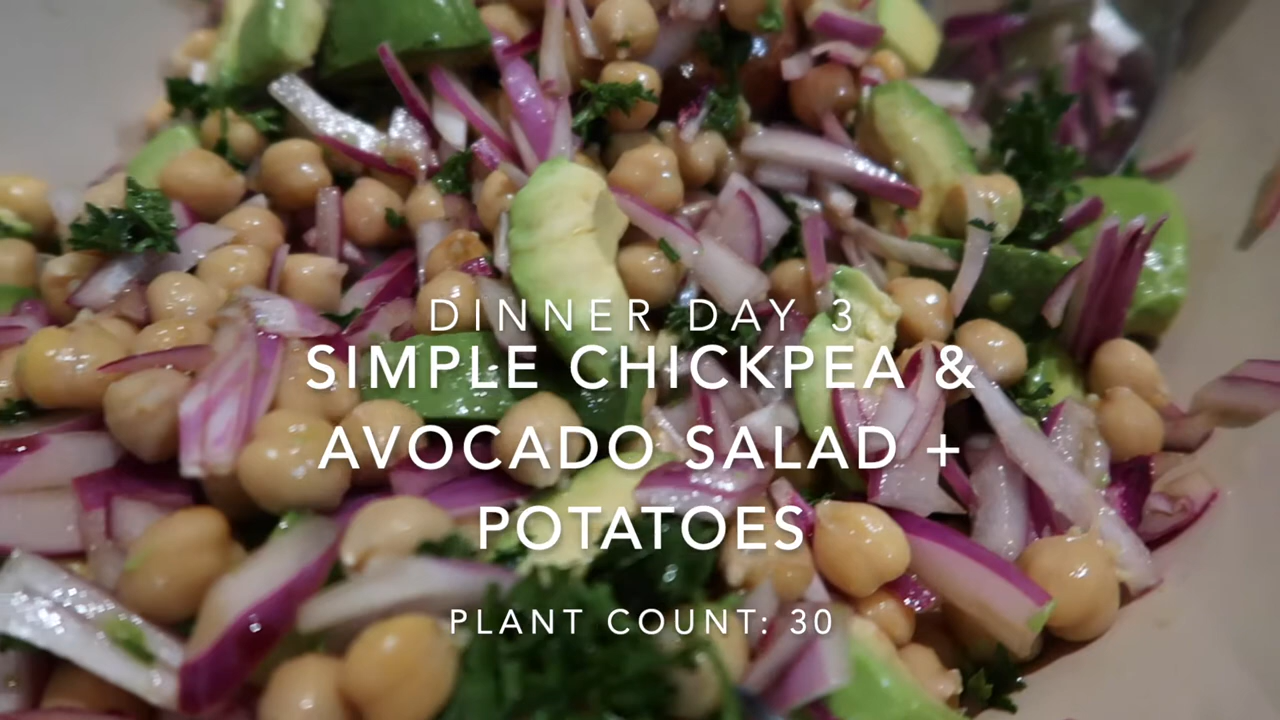 DINNER DAY 3
SIMPLE CHICKPEA &
AVOCADO SALAD +
POTATOES
PLANT COUNT: 30